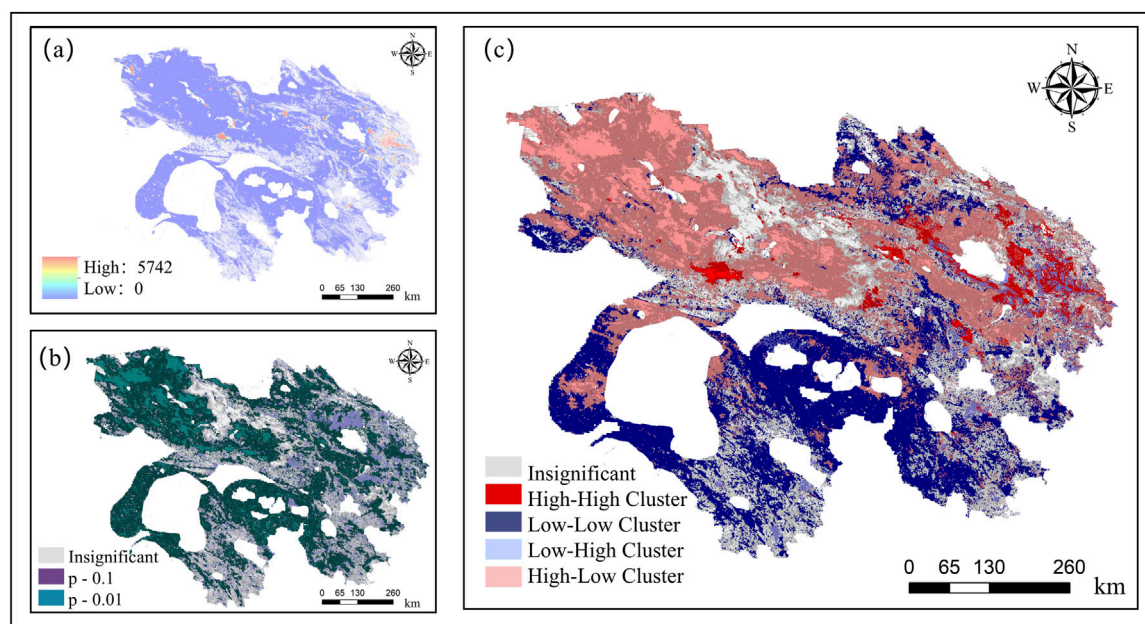 (a)
N
W E
S
High: 5742
Low: 0
0 65 130 260
km
(b)
N
W E
S
Insignificant
p - 0.1
p - 0.01
0 65 130 260
km
(c)
N
W E
S
Insignificant
High-High Cluster
Low-Low Cluster
Low-High Cluster
High-Low Cluster
0 65 130 260
km